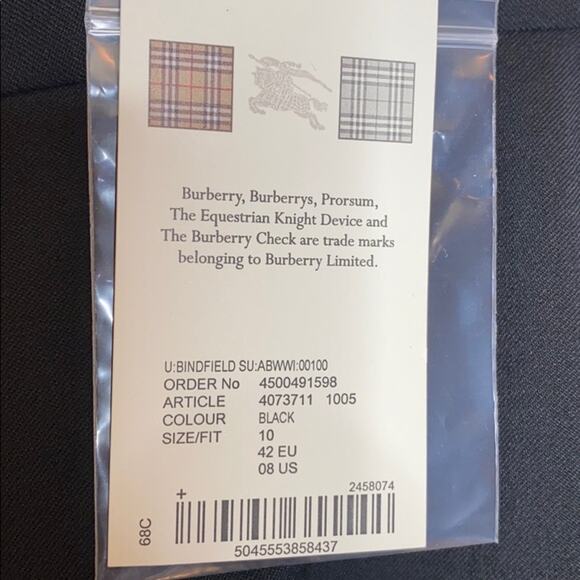 Burberry, Burberrys, Prorsum,
The Equestrian Knight Device and
The Burberry Check are trade marks
belonging to Burberry Limited.
U:BINDFIELD SU:ABWWI:00100
ORDER No 4500491598
ARTICLE 4073711 1005
COLOUR BLACK
SIZE/FIT 10
42 EU
08 US
2458074
+
68C
5045553858437